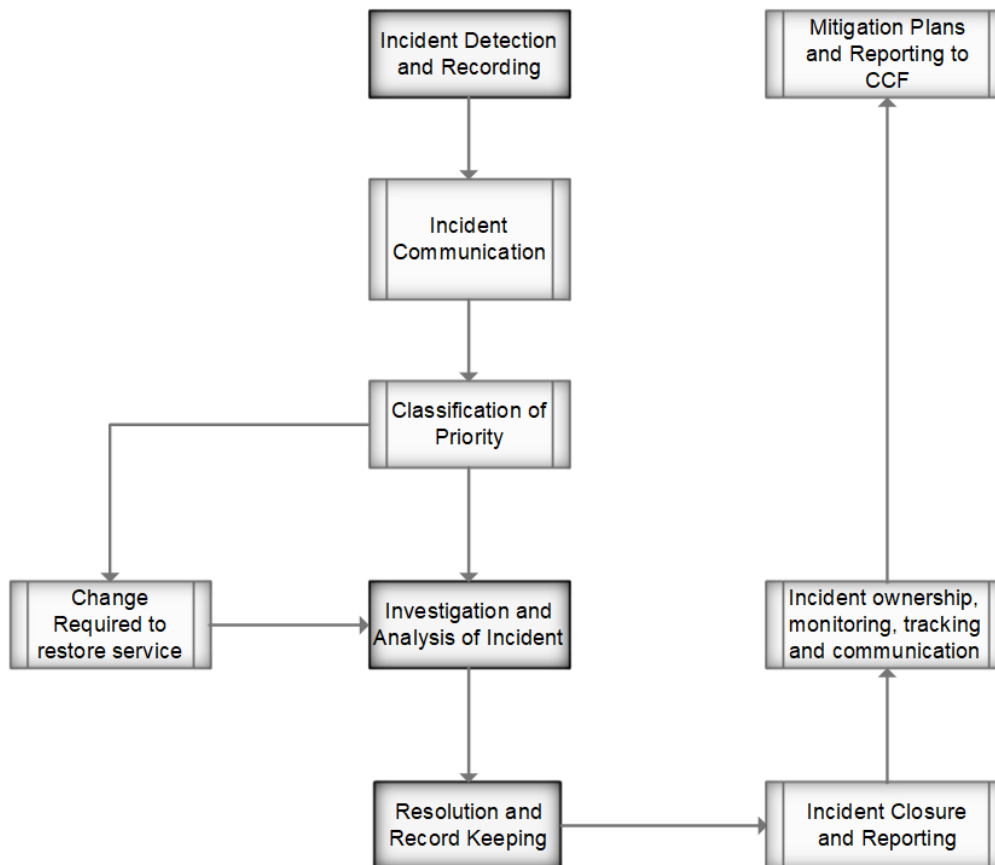 Incident Detection
and Recording
Mitigation Plans
and Reporting to
CCF
Incident
Communication
Classification of
Priority
Change
Required to
restore service
Investigation and
Analysis of Incident
Incident ownership,
monitoring, tracking
and communication
Resolution and
Record Keeping
Incident Closure
and Reporting